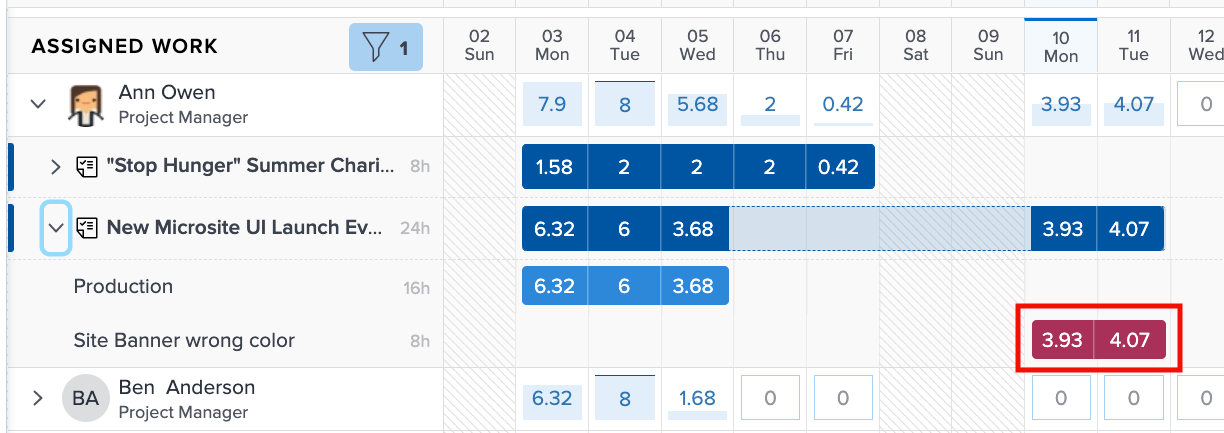 ASSIGNED WORK 1 02 03 04 05 06 07 08 09 10 11 12
Sun Mon Tue Wed Thu Fri Sat Sun Mon Tue Wed
Ann Owen 7.9 8 5.68 2 0.42 3.93 4.07 0
Project Manager
"Stop Hunger" Summer Chari... 8h 1.58 2 2 2 0.42
New Microsite UI Launch Ev... 24h 6.32 6 3.68 3.93 4.07
Production 16h 6.32 6 3.68
Site Banner wrong color 8h 3.93 4.07
BA Ben Anderson 6.32 8 1.68 0 0 0 0 0
Project Manager